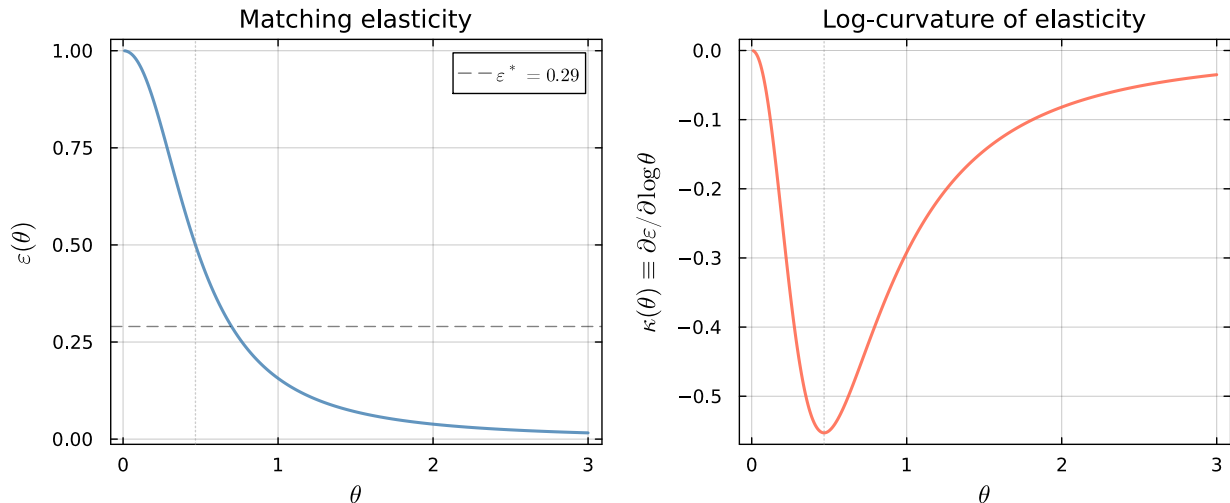 Matching elasticity
1.00
0.75
0.50
0.25
0.00
ε(θ)
ε* = 0.29
0 1 2 3
θ
Log-curvature of elasticity
0.0
−0.1
−0.2
−0.3
−0.4
−0.5
κ(θ) ≡ ∂ε/∂logθ
0 1 2 3
θ